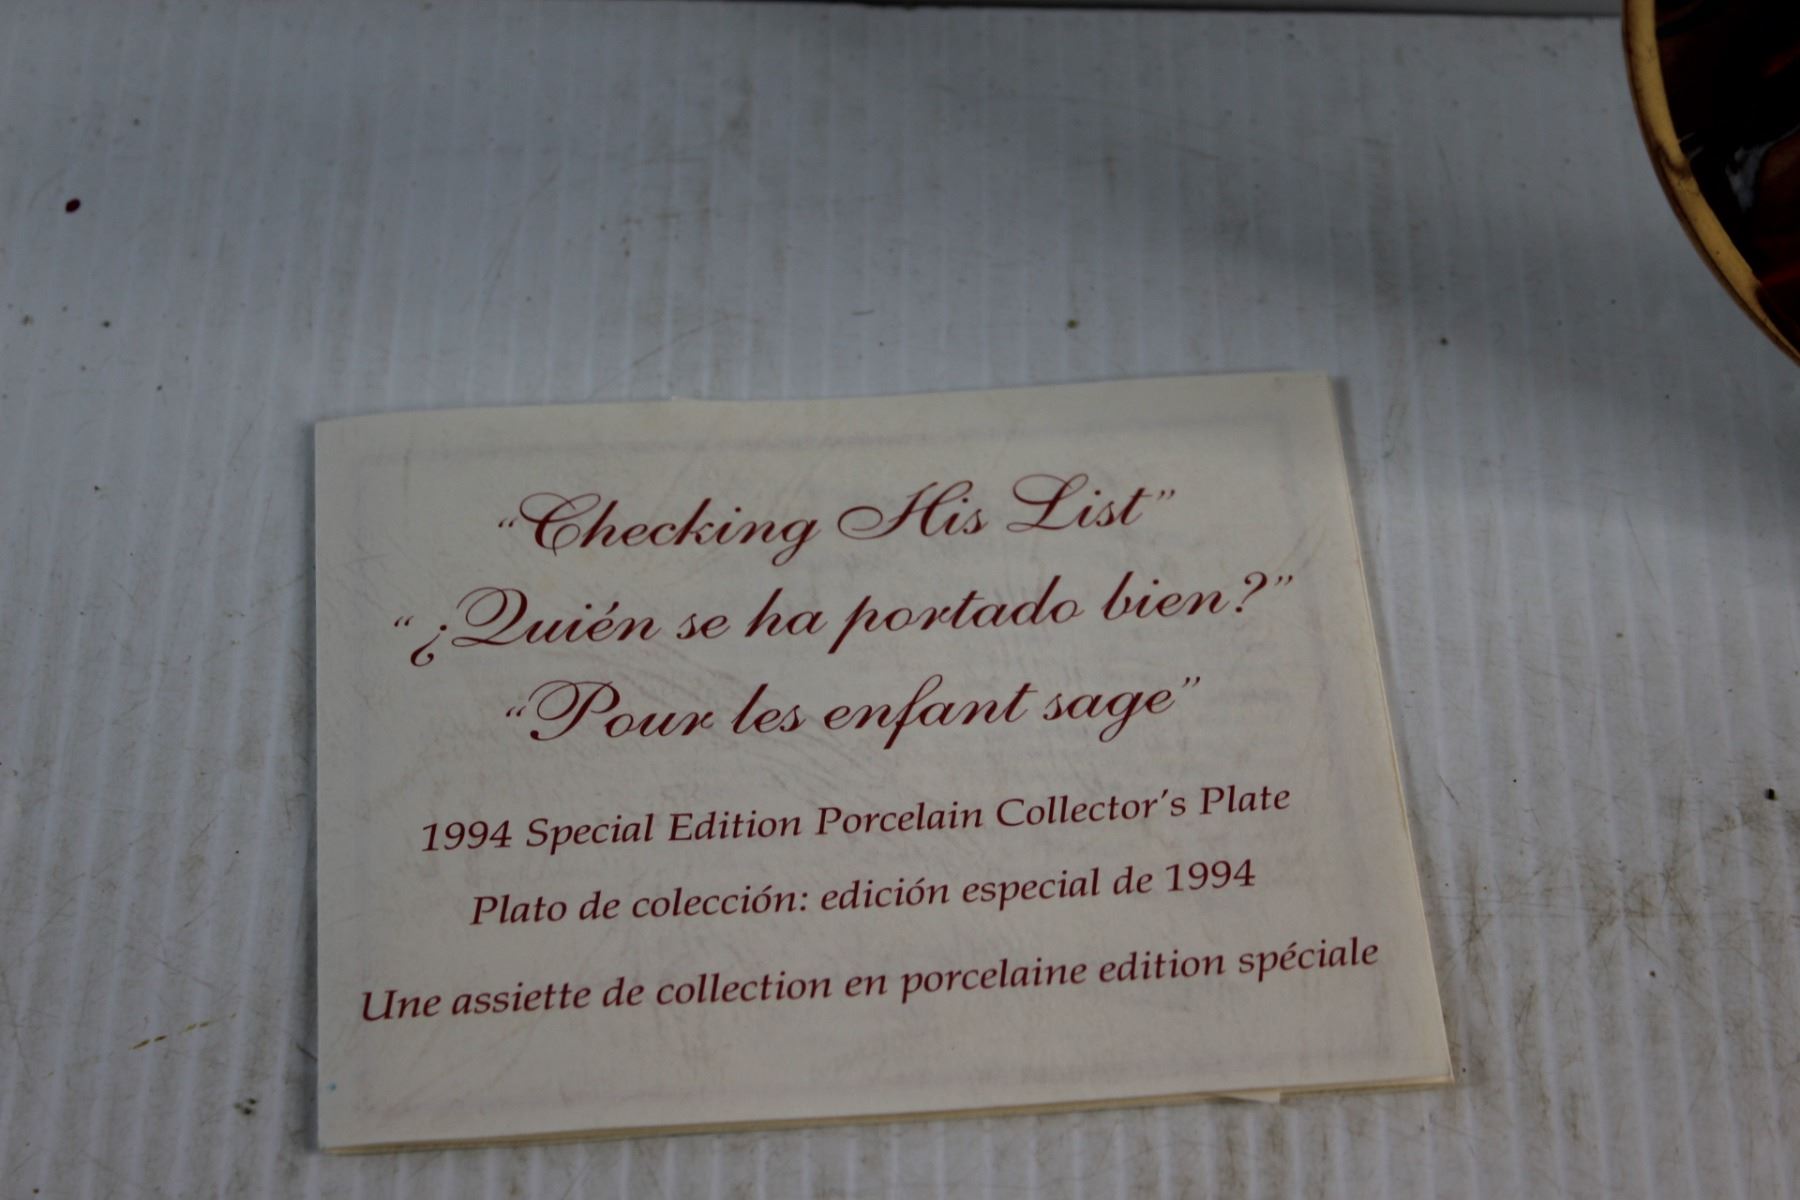 “Checking His List”
“¿Quién se ha portado bien?”
“Pour les enfant sage”
1994 Special Edition Porcelain Collector’s Plate
Plato de colección: edición especial de 1994
Une assiette de collection en porcelaine edition spéciale